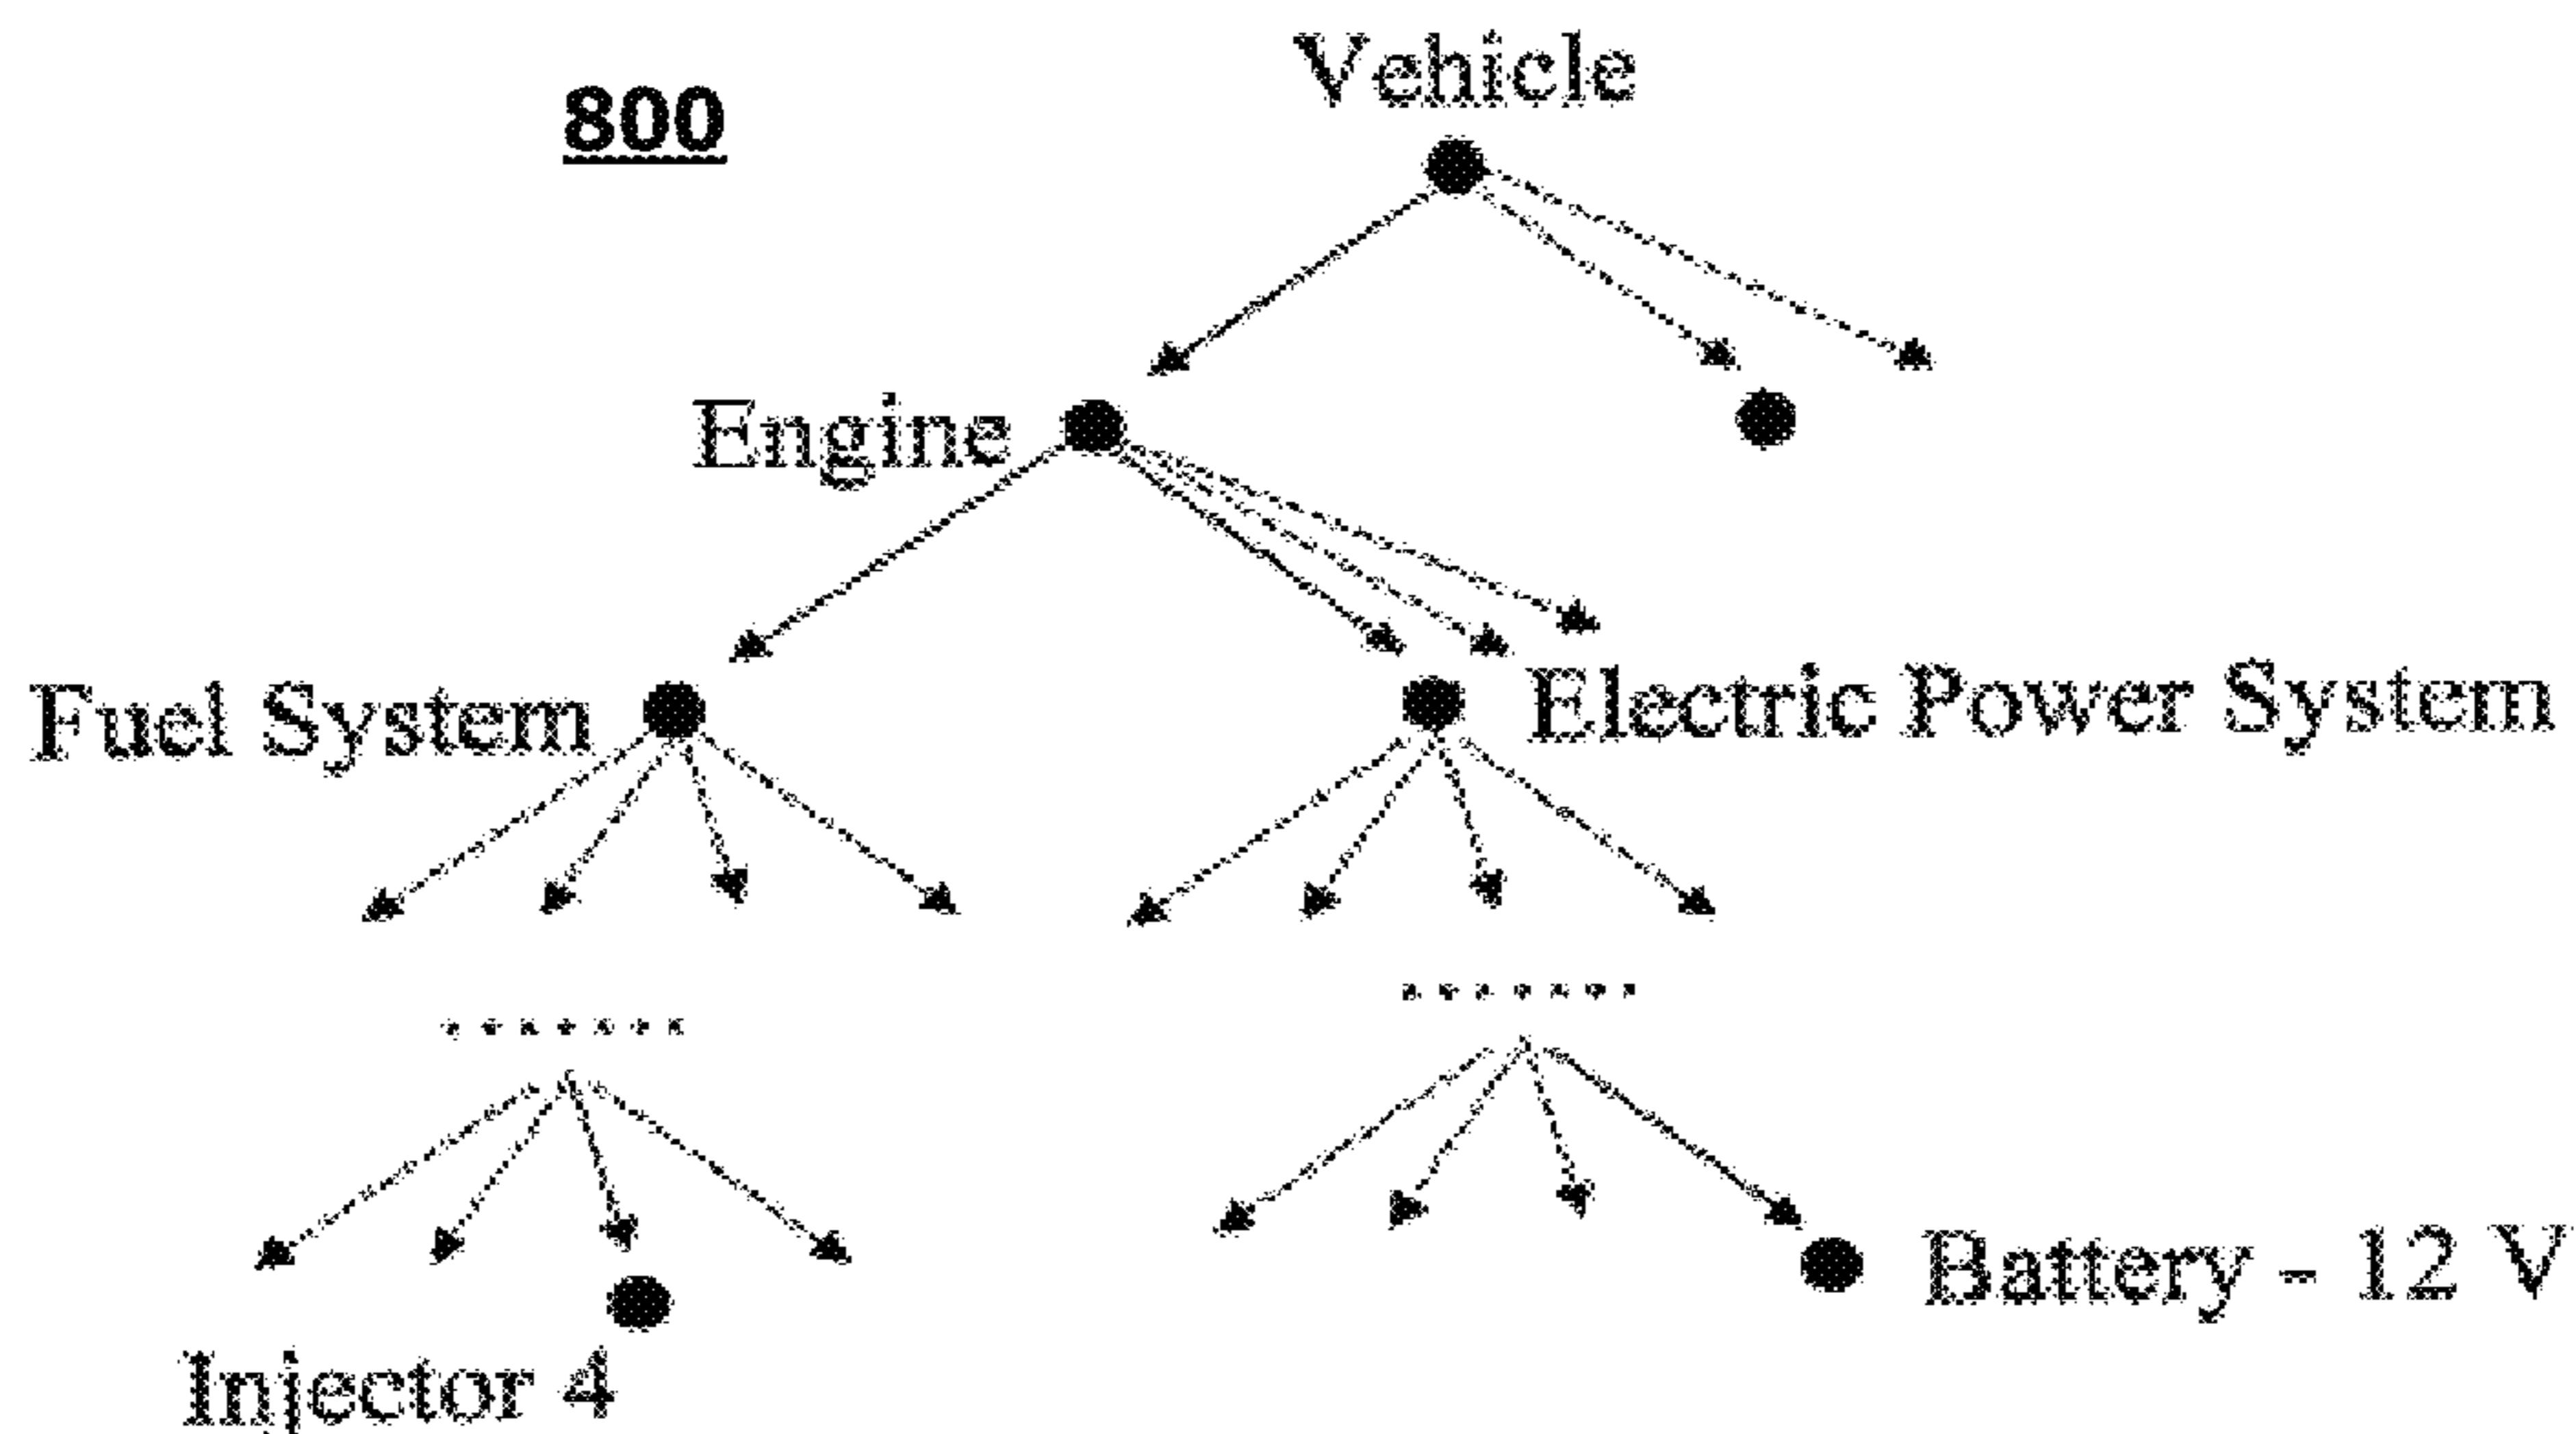 800
Vehicle
Engine
Fuel System
Electric Power System
Battery - 12 V
Injector 4